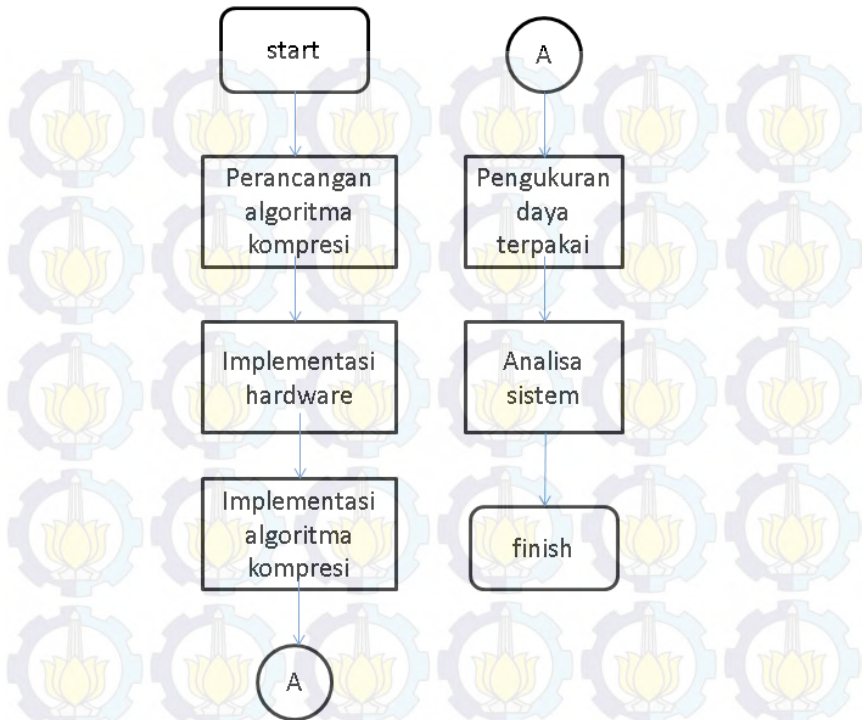 start
Perancangan
algoritma
kompresi
Implementasi
hardware
Implementasi
algoritma
kompresi
A
A
Pengukuran
daya
terpakai
Analisa
sistem
finish